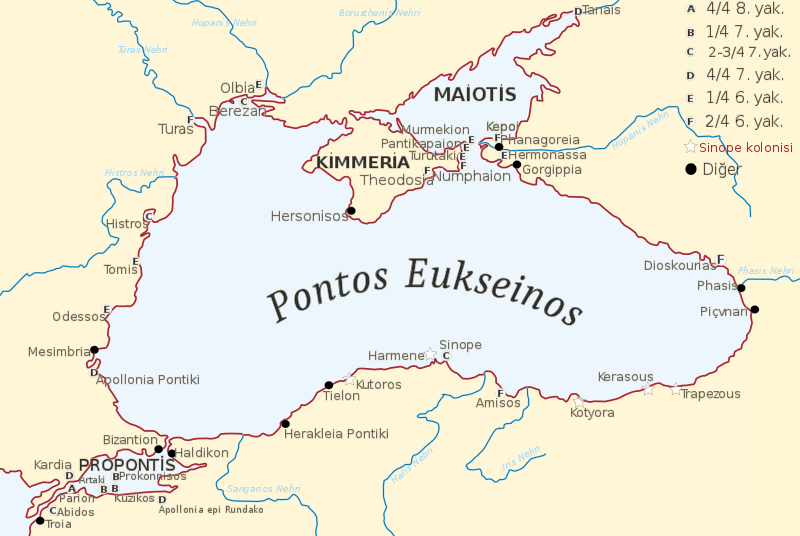 Tanais
A 4/4 8. yak.
Borusthenis Nehri
Hupanis Nehri
B 1/4 7. yak.
Turas Nehri
C 2-3/4 7. yak.
D 4/4 7. yak.
Olbia E
MAİOTİS
E 1/4 6. yak.
C
Berezan
F 2/4 6. yak.
F
Turas
Murmekion
Kepoi
Hupanis Nehri
Pantikapaion
Phanagoreia
Sinope kolonisi
Turutaki
E Hermonassa
KİMMERİA
Diğer
Histros Nehri
Theodosia
Numphaion
Gorgippia
Hersonisos
C
Histros
Dioskourias F
Tomis E
Phasis Nehri
Phasis
Pontos Eukseinos
Odessos E
Piçvnari
Mesimbria
Sinope
Harmene C
D
Apollonia Pontiki
Kutoros
Kerasous
Tielon
F
Amisos
Trapezous
Kotyora
Herakleia Pontiki
Bizantion
Haldikon
Kardia
PROPONTİS
İris Nehri
Halis Nehri
D
B Prokonnisos
Artaki
A
B B
Sangarios Nehri
Parion
Kuzikos D
C Abidos
Apollonia epi Rundako
Troia